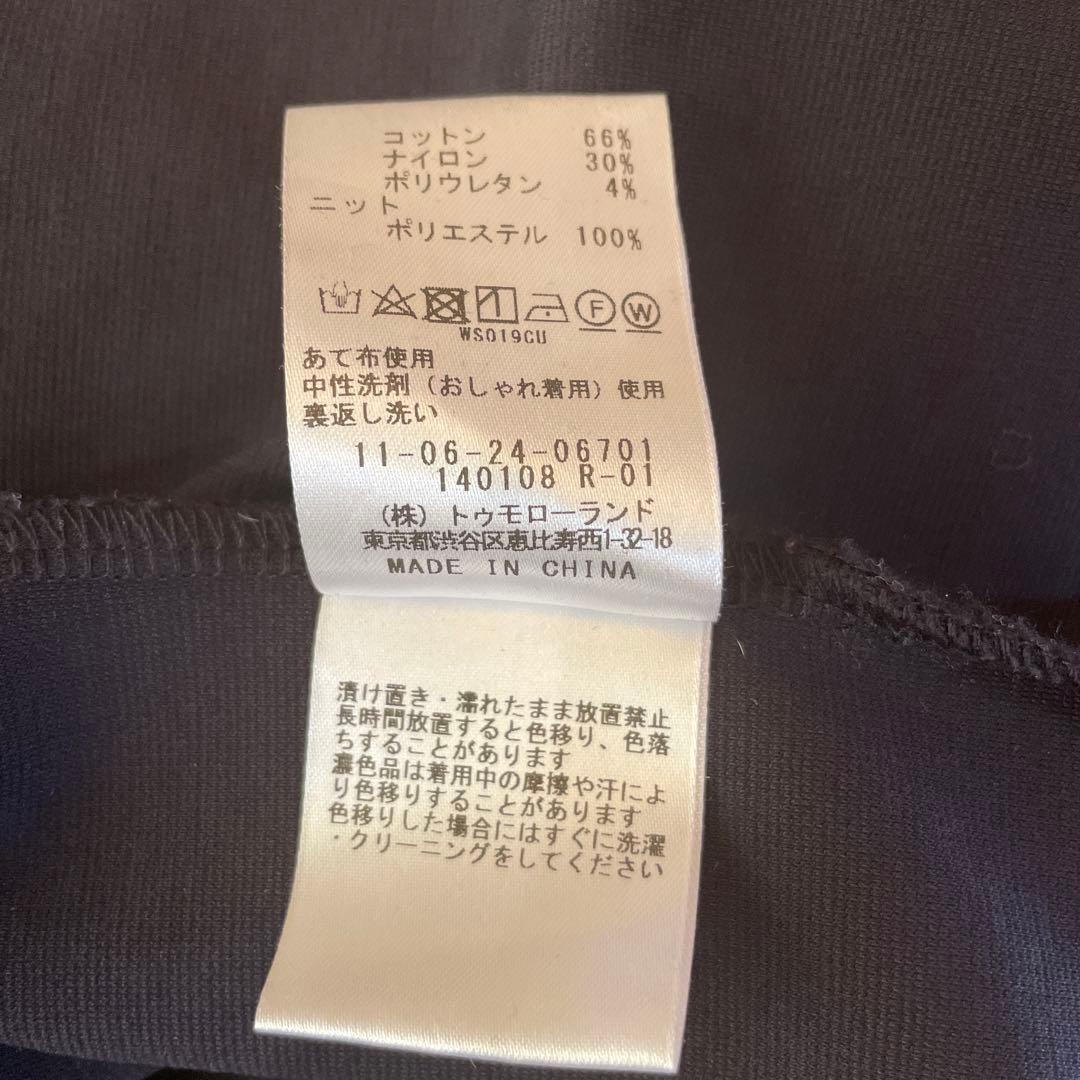 コットン 66%
ナイロン 30%
ポリウレタン 4%
ニット
ポリエステル 100%
F W
WS019CU
あて布使用
中性洗剤（おしゃれ着用）使用
裏返し洗い
11-06-24-06701
140108 R-01
（株）トゥモローランド
東京都渋谷区恵比寿西1-32-18
MADE IN CHINA
漬け置き・濡れたまま放置禁止
長時間放置すると色移り、色落
ちすることがあります
濃色品は着用中の摩擦や汗によ
り色移りすることがあります
色移りした場合にはすぐに洗濯
・クリーニングをしてください